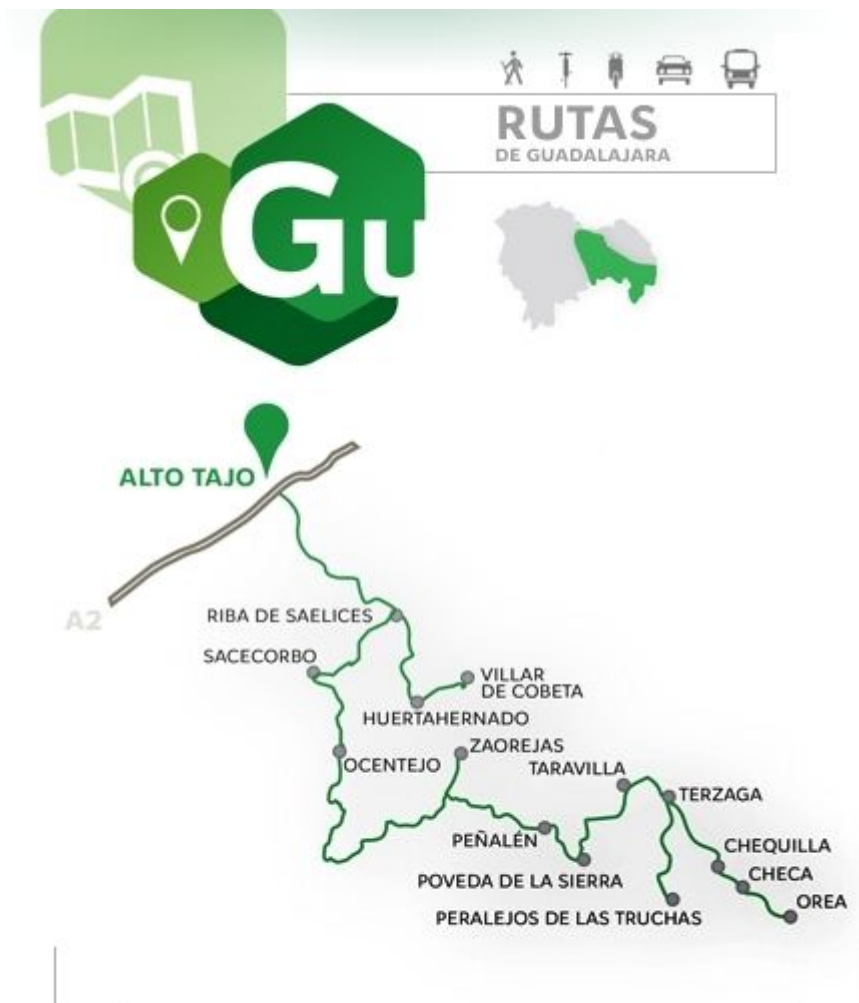 RUTAS
DE GUADALAJARA
Gu
ALTO TAJO
A2
RIBA DE SAELICES
SACECORBO
VILLAR
DE COBETA
HUERTAHERNADO
ZAOREJAS
OCENTEJO
TARAVILLA
TERZAGA
PEÑALÉN
CHEQUILLA
POVEDA DE LA SIERRA
CHECA
OREA
PERALEJOS DE LAS TRUCHAS